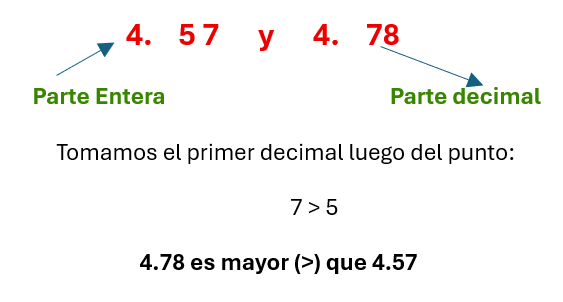 4. 5 7 y 4. 78
Parte Entera Parte decimal
Tomamos el primer decimal luego del punto:
7 > 5
4.78 es mayor (>) que 4.57